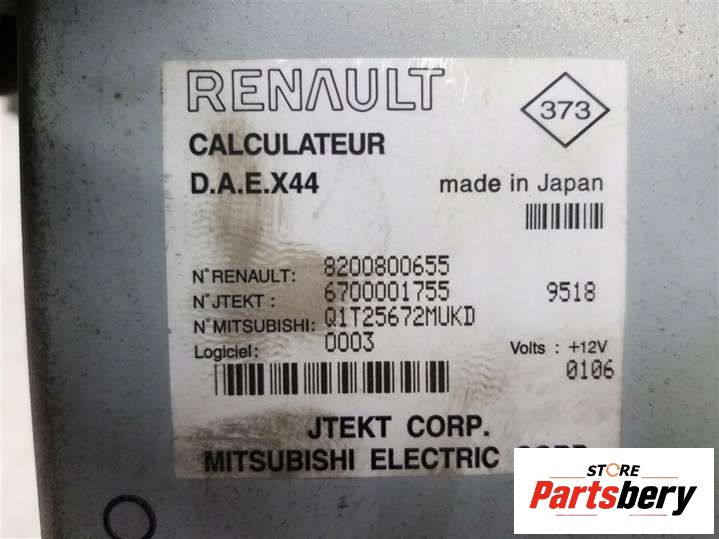 RENAULT
373
CALCULATEUR
D.A.E.X44 made in Japan
N°RENAULT: 8200800655
N°JTEKT : 6700001755 9518
N°MITSUBISHI: Q1T25672MUKD
Logiciel: 0003 Volts : +12V
0106
JTEKT CORP.
MITSUBISHI ELECTRIC
STORE
Partsbery